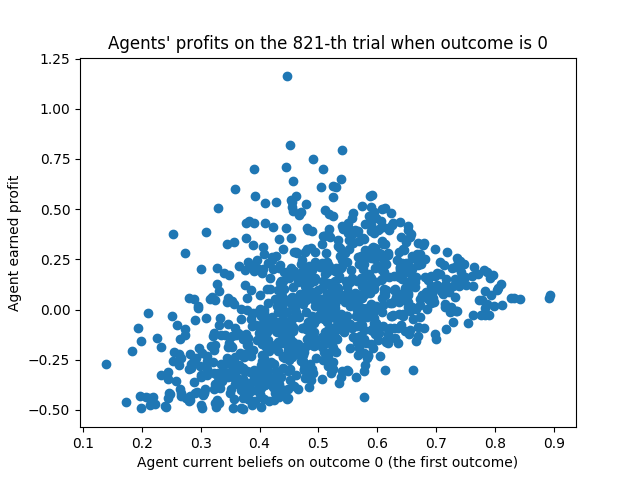 Agents' profits on the 821-th trial when outcome is 0
1.25
1.00
0.75
0.50
0.25
0.00
−0.25
−0.50
Agent earned profit
0.1 0.2 0.3 0.4 0.5 0.6 0.7 0.8 0.9
Agent current beliefs on outcome 0 (the first outcome)